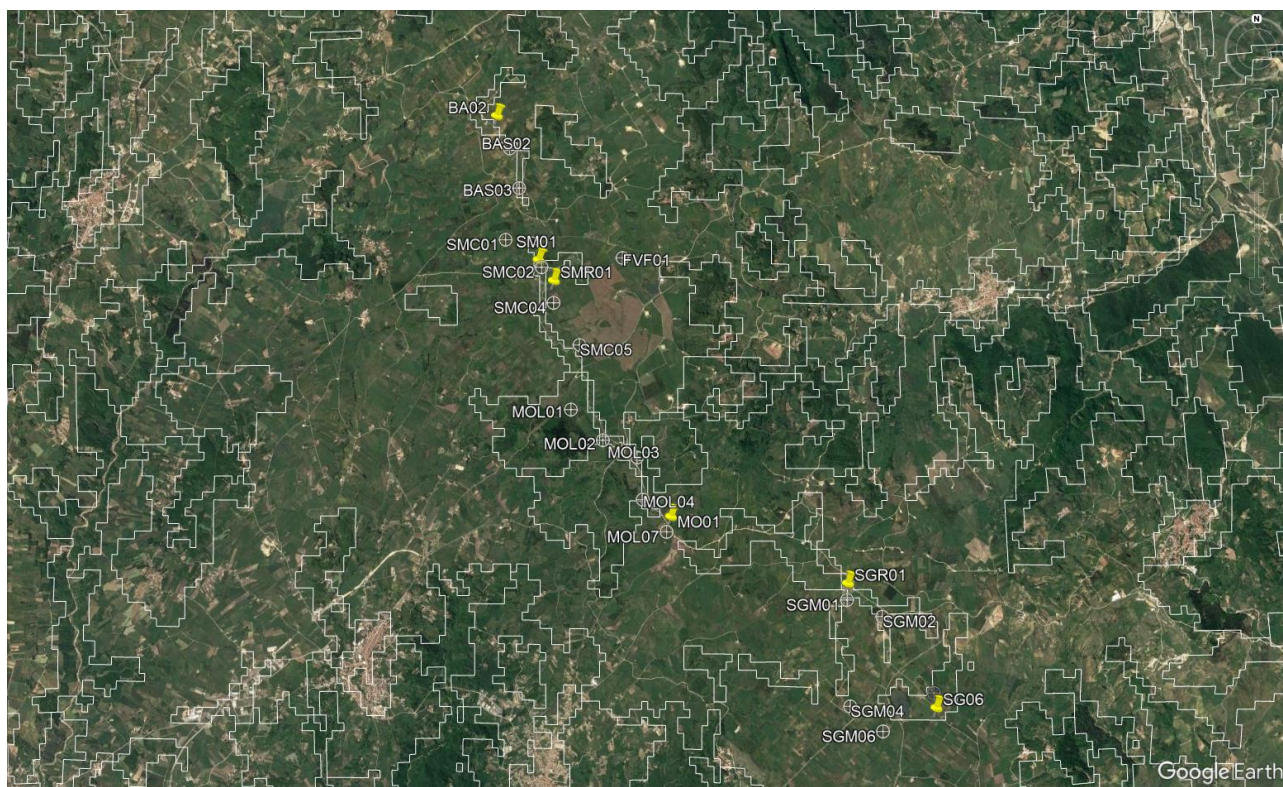 N
BA02
BAS02
BAS03
SMC01
SM01
FVF01
SMC02
SMR01
SMC04
SMC05
MOL01
MOL02
MOL03
MOL04
MO01
MOL07
SGR01
SGM01
SGM02
SG06
SGM04
SGM06
Google Earth